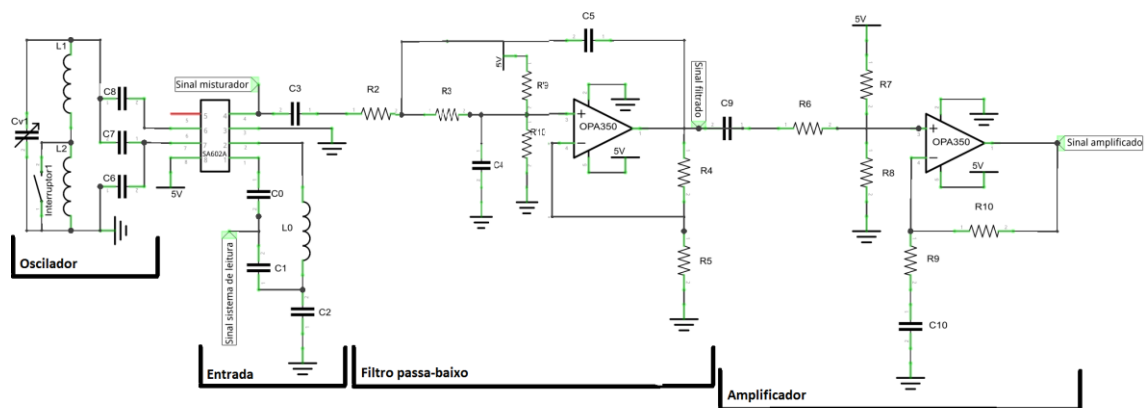 L1
L2
Cv1
Interruptor1
C8
C7
C6
5V
SA602A
Oscilador
Sinal misturador
C3
C0
L0
C1
C2
Sinal sistema de leitura
Entrada
R2
R3
C4
C5
5V
R'9
R10
OPA350
5V
R4
R5
Sinal filtrado
Filtro passa-baixo
C9
R6
5V
R7
R8
OPA350
5V
R10
R9
C10
Sinal amplificado
Amplificador